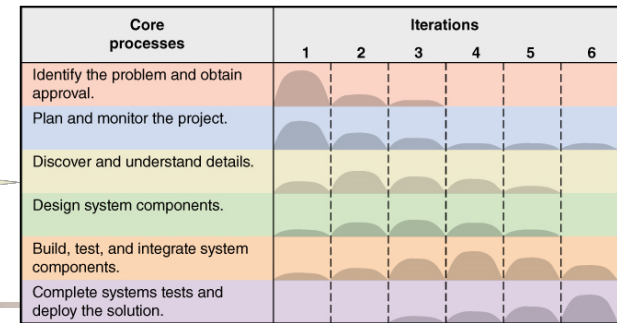 Core
processes
Iterations
1 2 3 4 5 6
Identify the problem and obtain
approval.
Plan and monitor the project.
Discover and understand details.
Design system components.
Build, test, and integrate system
components.
Complete systems tests and
deploy the solution.